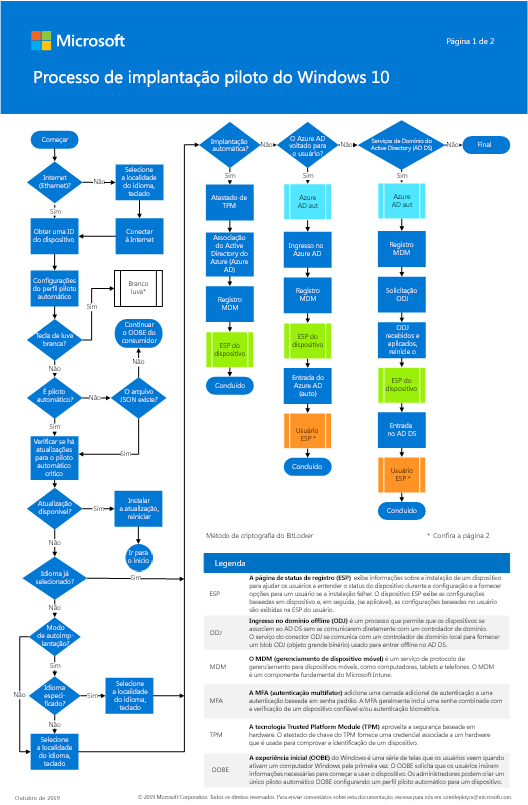 Microsoft
Página 1 de 2
Processo de implantação piloto do Windows 10
Começar
Internet
(Ethernet)?
Não
Selecione
a localidade
do idioma,
teclado
Sim
Obter uma ID
do dispositivo
Conectar
à Internet
Configurações
do perfil piloto
automático
Branco
luva*
Sim
Tecla de luva
branca?
Continuar
o OOBE do
consumidor
Não
Não
É piloto
automático?
Não
O arquivo
JSON existe?
Sim
Verificar se há
atualizações
para o piloto
automático
crítico
Sim
Atualização
disponível?
Sim
Instalar
a atualização,
reiniciar
Não
Ir para
o início
Idioma já
selecionado?
Sim
Não
Modo
de autoim-
plantação?
Sim
Não
Idioma
especi-
ficado?
Sim
Selecione
a localidade
do idioma,
teclado
Não
Selecione
a localidade
do idioma,
teclado
Implantação
automática?
Não
O Azure AD
voltado para
o usuário?
Não
Serviços de Domínio do
Active Directory (AD DS)
Não
Final
Sim
Sim
Sim
Atestado de
TPM
Associação
do Active
Directory do
Azure (Azure
AD)
Registro
MDM
ESP do
dispositivo
Concluído
Azure
AD aut
Ingresso no
Azure AD
Registro
MDM
ESP do
dispositivo
Entrada do
Azure AD
(auto)
Usuário
ESP *
Concluído
Azure
AD aut
Registro
MDM
Solicitação
ODJ
ODJ
recebidos e
aplicados,
reinicia o
ESP do
dispositivo
Entrada
no AD DS
Usuário
ESP *
Concluído
Método de criptografia do BitLocker
* Confira a página 2
Legenda
ESP
A página de status de registro (ESP) exibe informações sobre a instalação de um dispositivo
para ajudar os usuários a entender o status do dispositivo durante a configuração e a fornecer
opções para um usuário se a instalação falhar. O dispositivo ESP exibe as configurações
baseadas em dispositivo e, em seguida, (se aplicável), as configurações baseadas no usuário
são exibidas na ESP do usuário.
ODJ
Ingresso no domínio offline (ODJ) é um processo que permite que os dispositivos se
associem ao AD DS sem se comunicarem diretamente com um controlador de domínio.
O serviço do conector ODJ se comunica com um controlador de domínio local para fornecer
um blob ODJ (objeto grande binário) usado para entrar offline no AD DS.
MDM
O MDM (gerenciamento de dispositivo móvel) é um serviço de protocolo de
gerenciamento para dispositivos móveis, como computadores, tablets e telefones. O MDM
é um componente fundamental do Microsoft Intune.
MFA
A MFA (autenticação multifator) adiciona uma camada adicional de autenticação a uma
autenticação baseada em senha padrão. A MFA geralmente inclui uma senha combinada com
a verificação de um dispositivo confiável e/ou autenticação biométrica.
TPM
A tecnologia Trusted Platform Module (TPM) aproveita a segurança baseada em
hardware. O atestado de chave do TPM fornece uma credencial associada a um hardware
que é usada para comprovar a identificação de um dispositivo.
OOBE
A experiência inicial (OOBE) do Windows é uma série de telas que os usuários veem quando
ativam um computador Windows pela primeira vez. O OOBE solicita que os usuários insiram
informações necessárias para começar a usar o dispositivo. Os administradores podem criar um
único piloto automático OOBE configurando um perfil piloto automático personalizado.
Outubro de 2019
© 2019 Microsoft Corporation. Todos os direitos reservados. Para enviar comentários sobre esta documentação, escreva para nós em coresdeploydoc@microsoft.com.